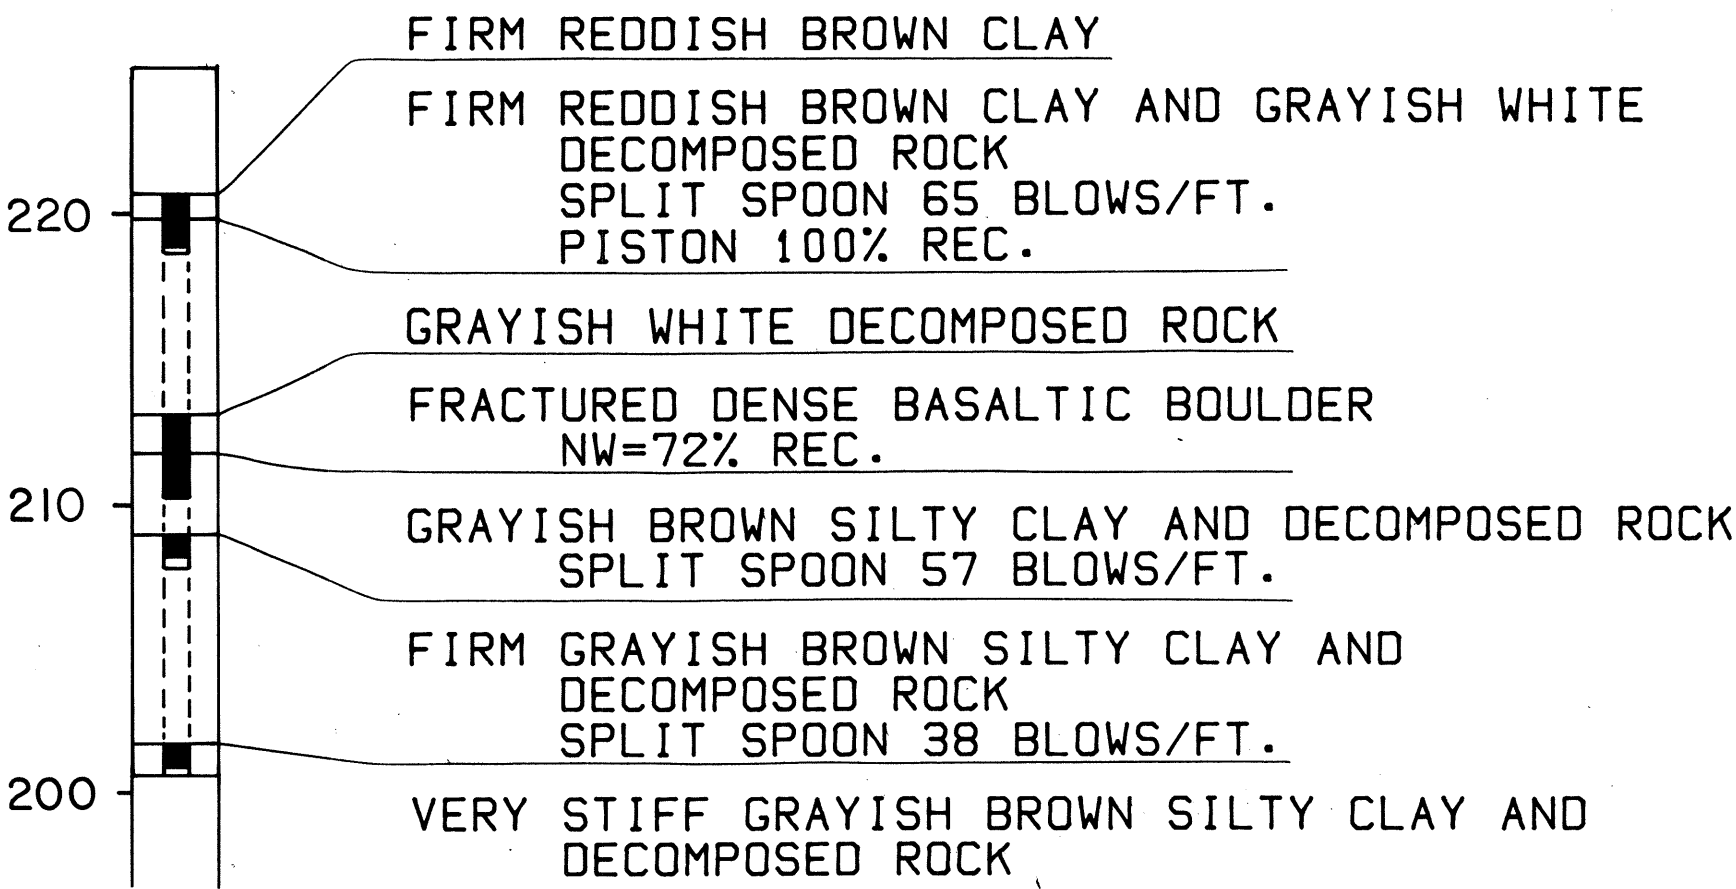 FIRM REDDISH BROWN CLAY
FIRM REDDISH BROWN CLAY AND GRAYISH WHITE
DECOMPOSED ROCK
SPLIT SPOON 65 BLOWS/FT.
PISTON 100% REC.
GRAYISH WHITE DECOMPOSED ROCK
FRACTURED DENSE BASALTIC BOULDER
NW=72% REC.
GRAYISH BROWN SILTY CLAY AND DECOMPOSED ROCK
SPLIT SPOON 57 BLOWS/FT.
FIRM GRAYISH BROWN SILTY CLAY AND
DECOMPOSED ROCK
SPLIT SPOON 38 BLOWS/FT.
VERY STIFF GRAYISH BROWN SILTY CLAY AND
DECOMPOSED ROCK
220
210
200